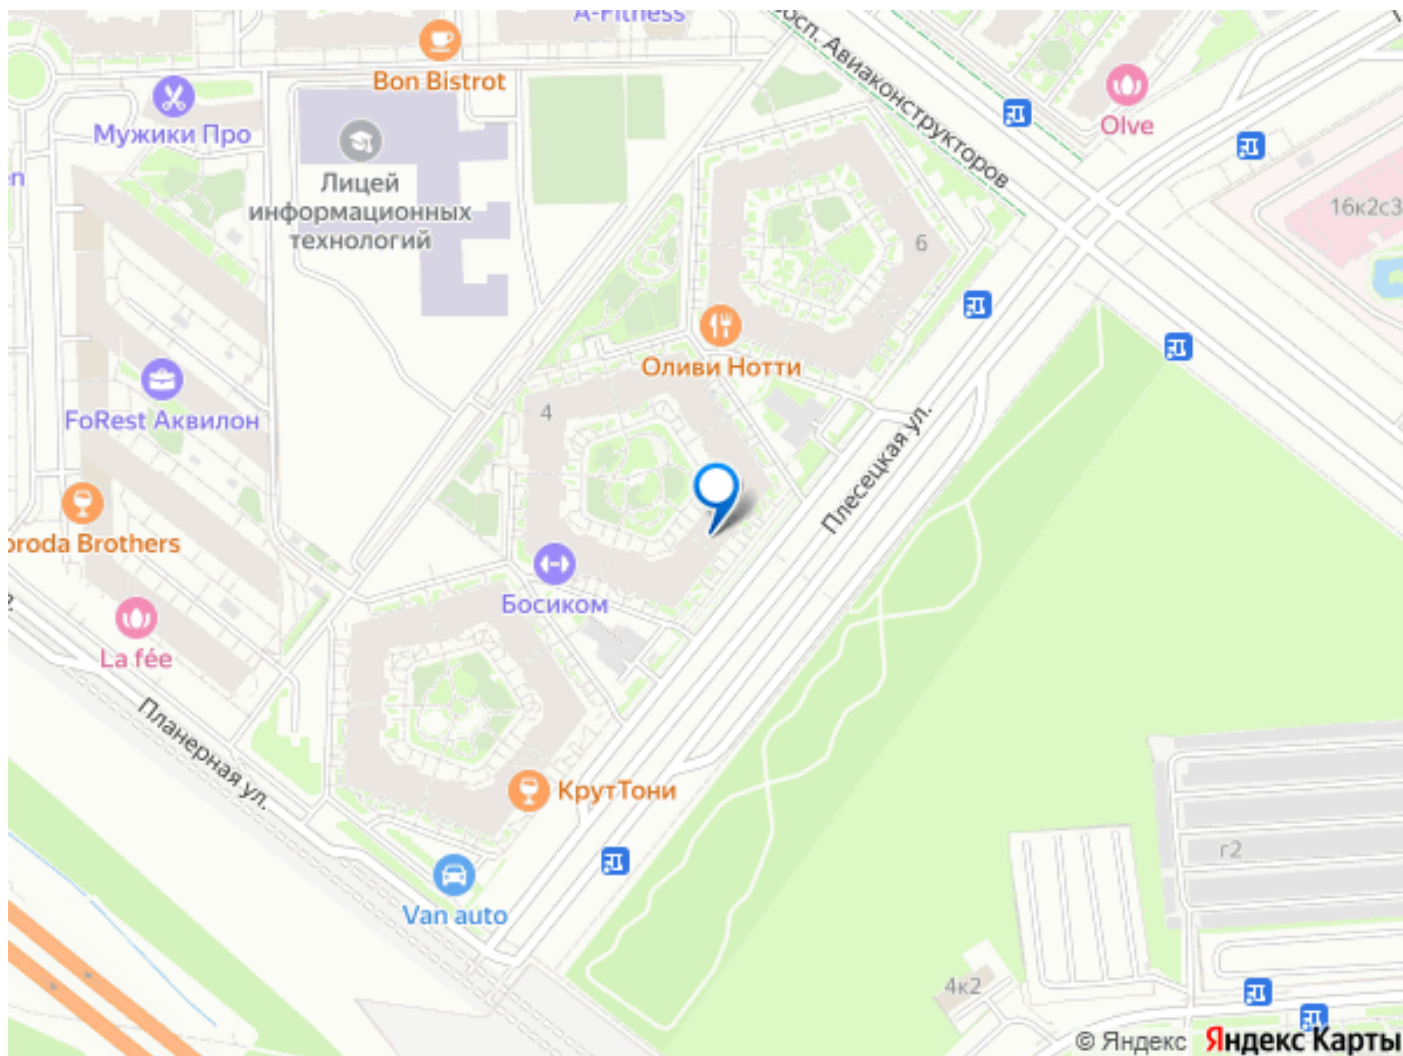 A-Fitness
Bon Bistrot
Мужики Про
Лицей
информационных
технологий
просп. Авиаконструкторов
Olve
16к2с3
6
Оливи Нотти
4
FoRest Аквилон
Плесецкая ул.
Босиком
La fée
oroda Brothers
Планерная ул.
КрутТони
Van auto
г2
4к2
© Яндекс Яндекс Карты